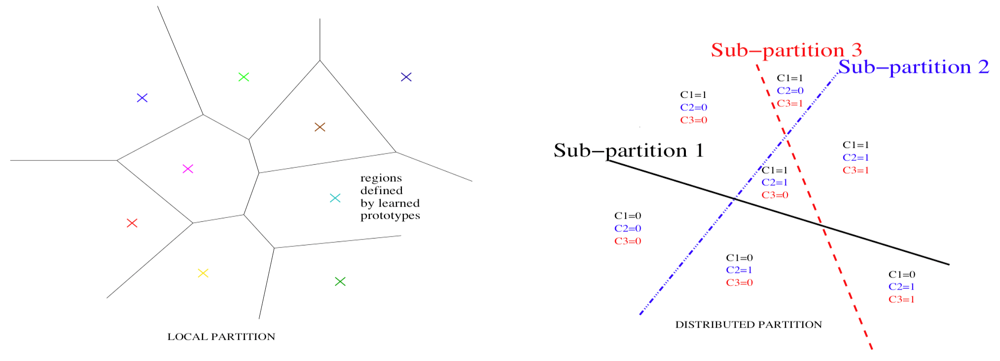 regions
defined
by learned
prototypes
LOCAL PARTITION
Sub−partition 3
Sub−partition 2
C1=1
C2=0
C3=1
C1=1
C2=0
C3=0
Sub−partition 1
C1=1
C2=1
C3=1
C1=1
C2=1
C3=0
C1=0
C2=0
C3=0
C1=0
C2=1
C3=0
C1=0
C2=1
C3=1
DISTRIBUTED PARTITION